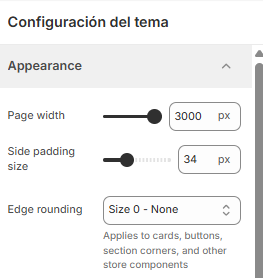 Configuración del tema
Appearance
Page width
3000 px
Side padding
size
34 px
Edge rounding
Size 0 - None
Applies to cards, buttons,
section corners, and other
store components